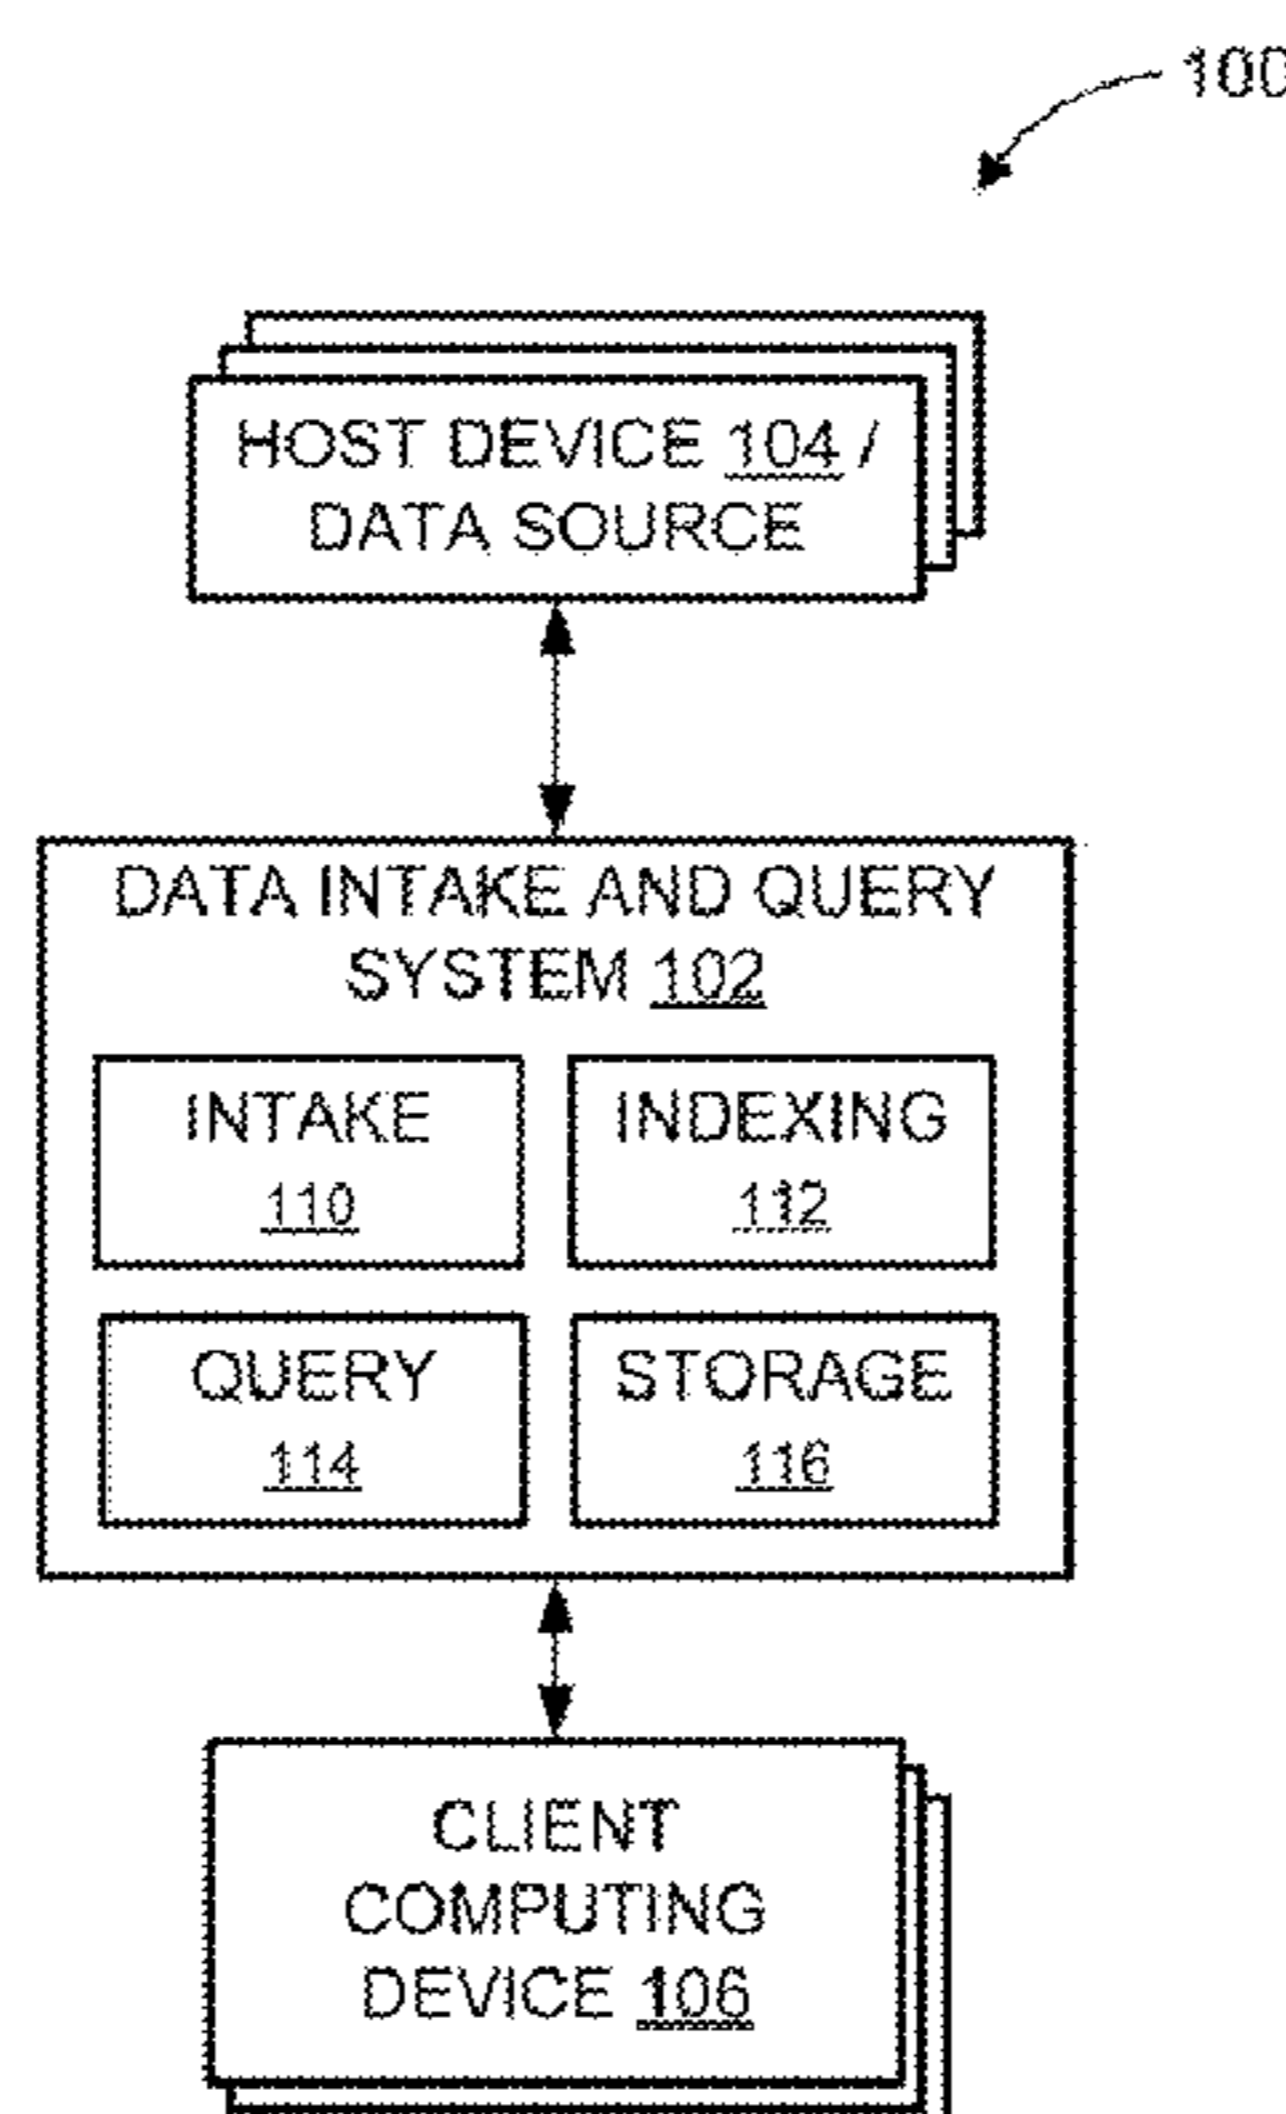 100
HOST DEVICE 104 /
DATA SOURCE
DATA INTAKE AND QUERY
SYSTEM 102
INTAKE
110
INDEXING
112
QUERY
114
STORAGE
116
CLIENT
COMPUTING
DEVICE 106